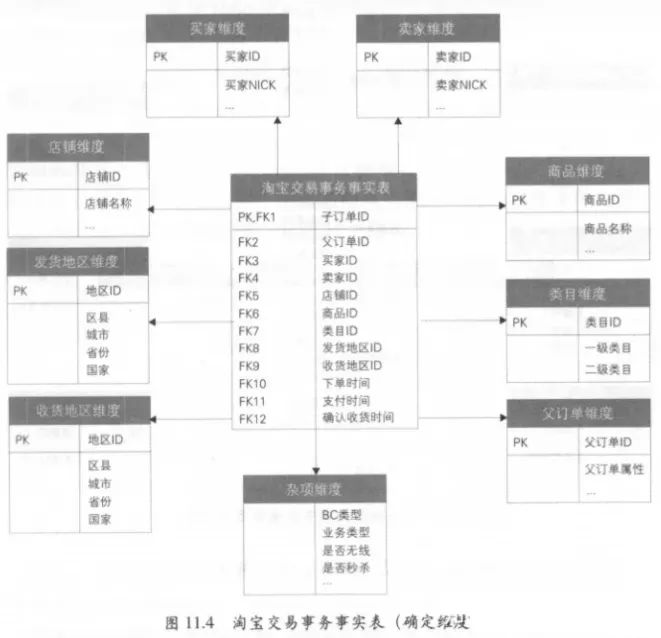 买家维度
PK 买家ID
买家NICK
...
卖家维度
PK 卖家ID
卖家NICK
...
店铺维度
PK 店铺ID
店铺名称
...
淘宝交易事务事实表
PK,FK1 子订单ID
FK2 父订单ID
FK3 买家ID
FK4 卖家ID
FK5 店铺ID
FK6 商品ID
FK7 类目ID
FK8 发货地区ID
FK9 收货地区ID
FK10 下单时间
FK11 支付时间
FK12 确认收货时间
商品维度
PK 商品ID
商品名称
...
发货地区维度
PK 地区ID
区县
城市
省份
国家
类目维度
PK 类目ID
一级类目
二级类目
收货地区维度
PK 地区ID
区县
城市
省份
国家
父订单维度
PK 父订单ID
父订单属性
...
杂项维度
BC类型
业务类型
是否无线
是否秒杀
...
图 11.4 淘宝交易事务事实表（确定维度